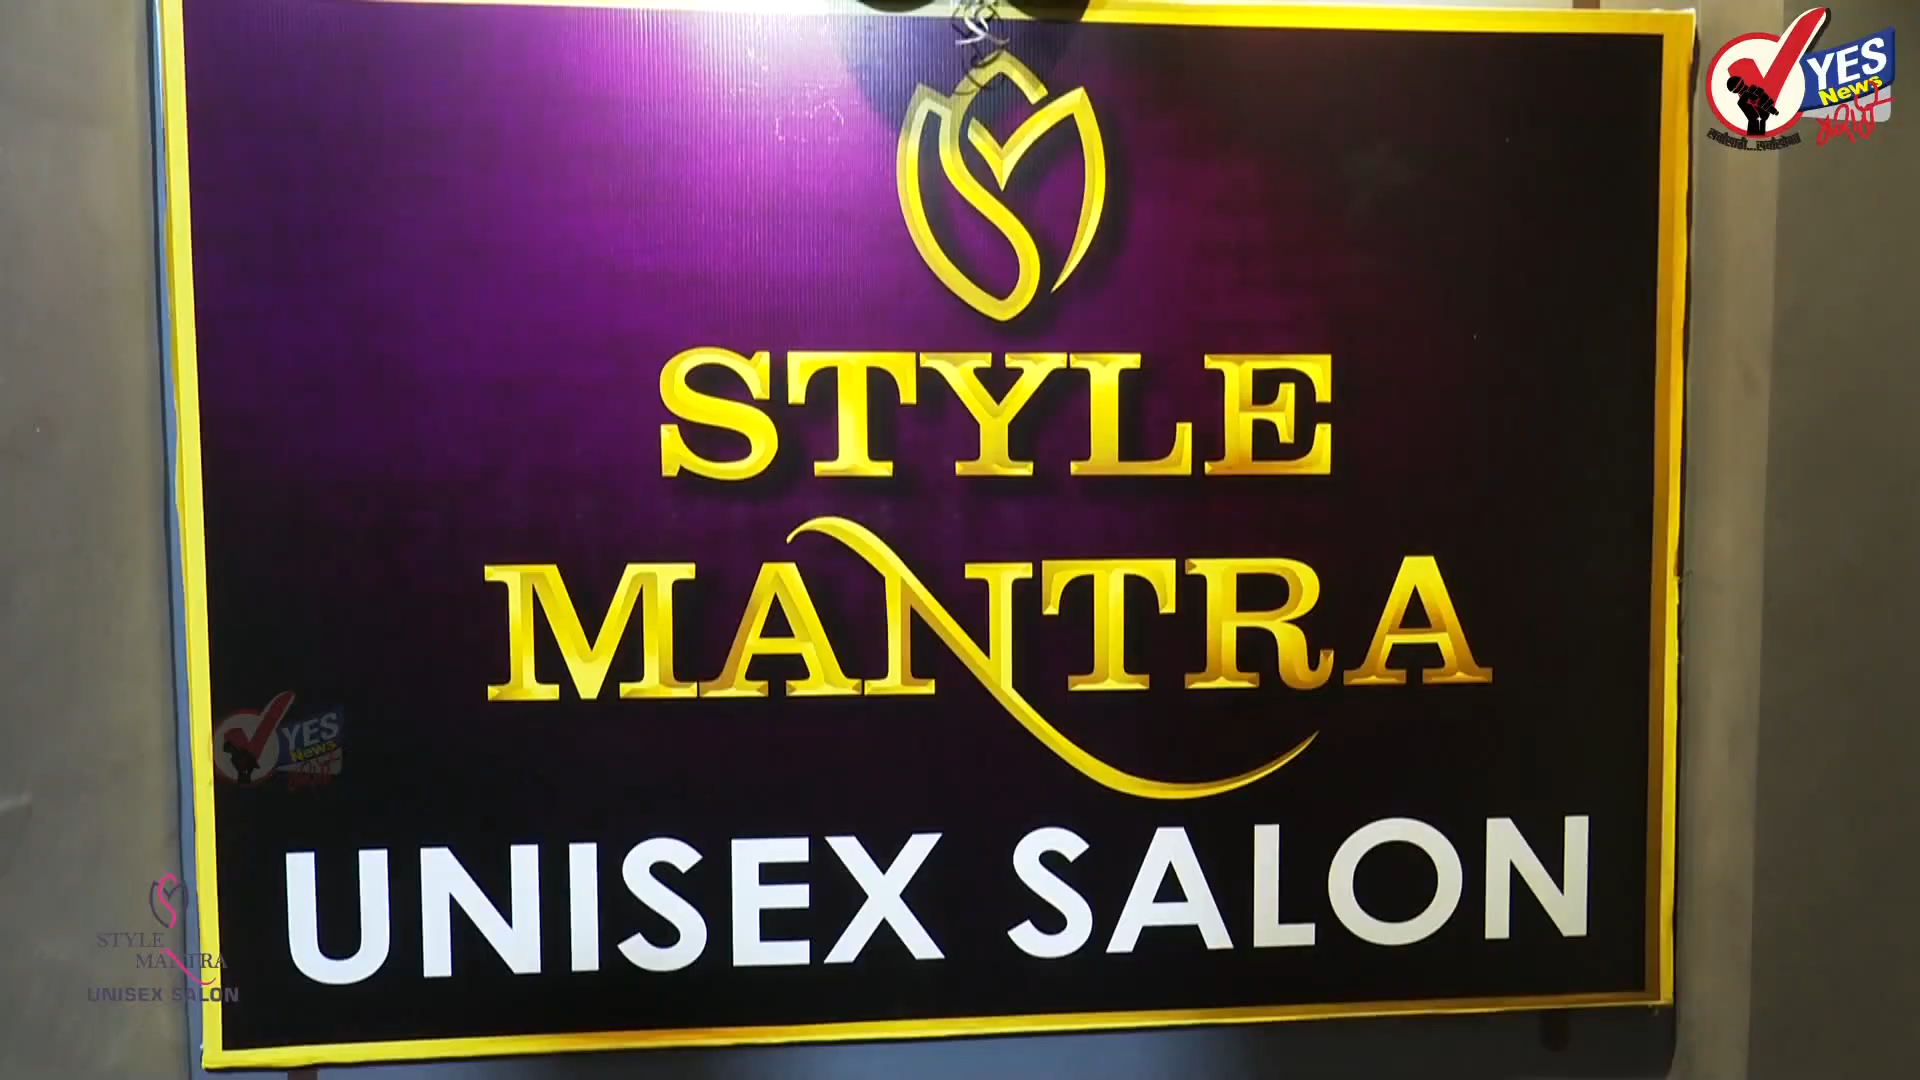 YES
News
STYLE
MANTRA
YES
News
UNISEX SALON
STYLE
MANTRA
UNISEX SALON